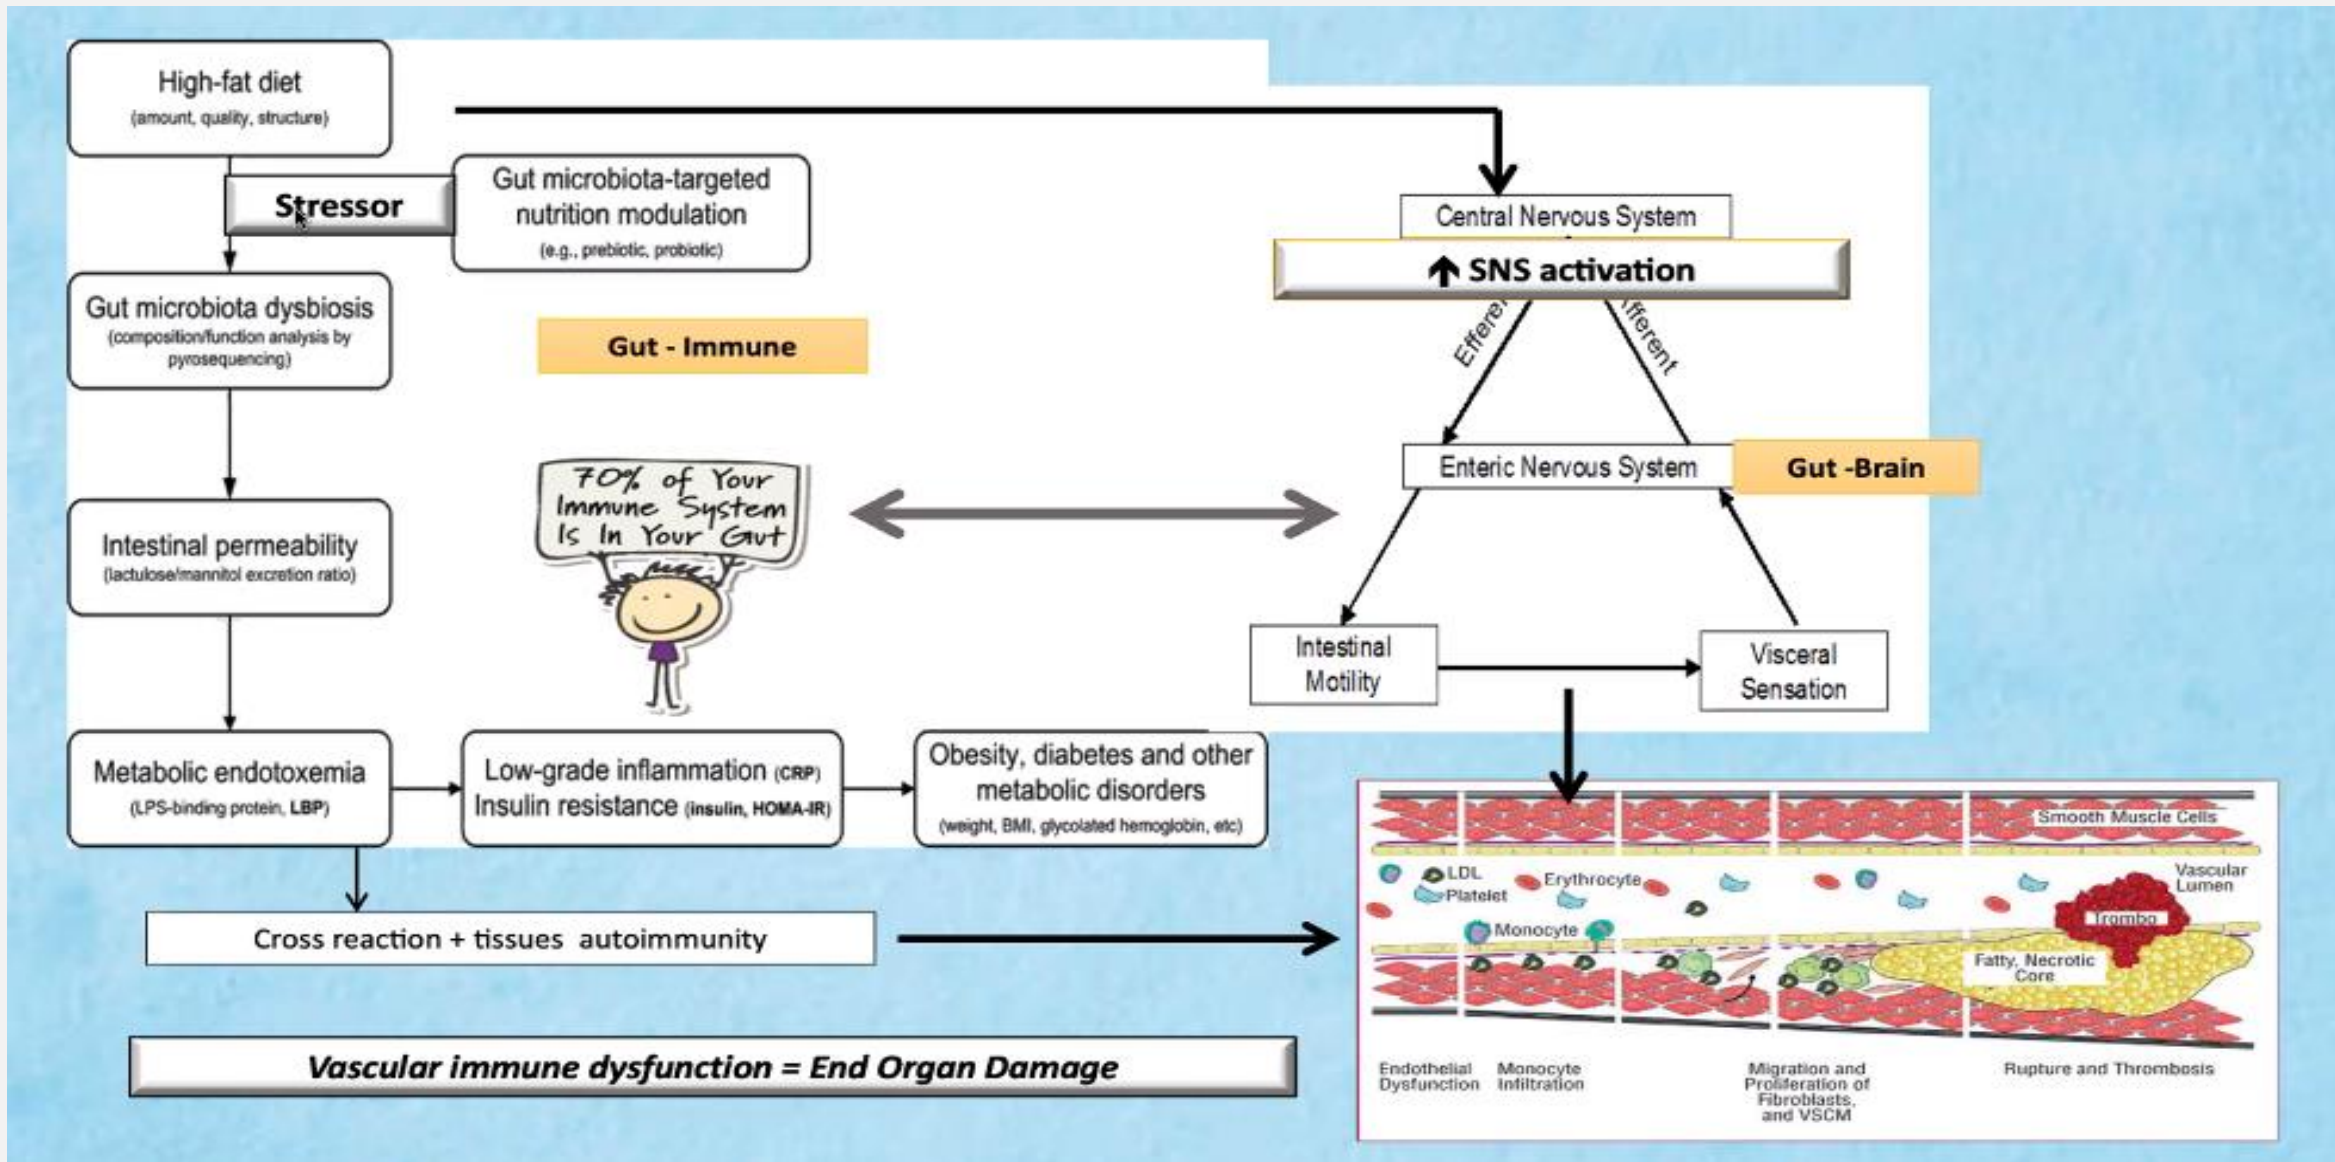 High-fat diet
(amount, quality, structure)
Stressor
Gut microbiota-targeted
nutrition modulation
(e.g., prebiotic, probiotic)
Gut microbiota dysbiosis
(composition/function analysis by
pyrosequencing)
Gut - Immune
70% of Your
Immune System
Is In Your Gut
Intestinal permeability
(lactulose/mannitol excretion ratio)
Metabolic endotoxemia
(LPS-binding protein, LBP)
Low-grade inflammation (CRP)
Insulin resistance (insulin, HOMA-IR)
Obesity, diabetes and other
metabolic disorders
(weight, BMI, glycolated hemoglobin, etc)
Cross reaction + tissues autoimmunity
Vascular immune dysfunction = End Organ Damage
Central Nervous System
SNS activation
Enteric Nervous System
Gut -Brain
Intestinal
Motility
Visceral
Sensation
Smooth Muscle Cells
LDL
Platelet
Erythrocyte
Monocyte
Vascular
Lumen
Trombo
Fatty, Necrotic
Core
Endothelial
Dysfunction
Monocyte
Infiltration
Migration and
Proliferation of
Fibroblasts,
and VSCM
Rupture and Thrombosis